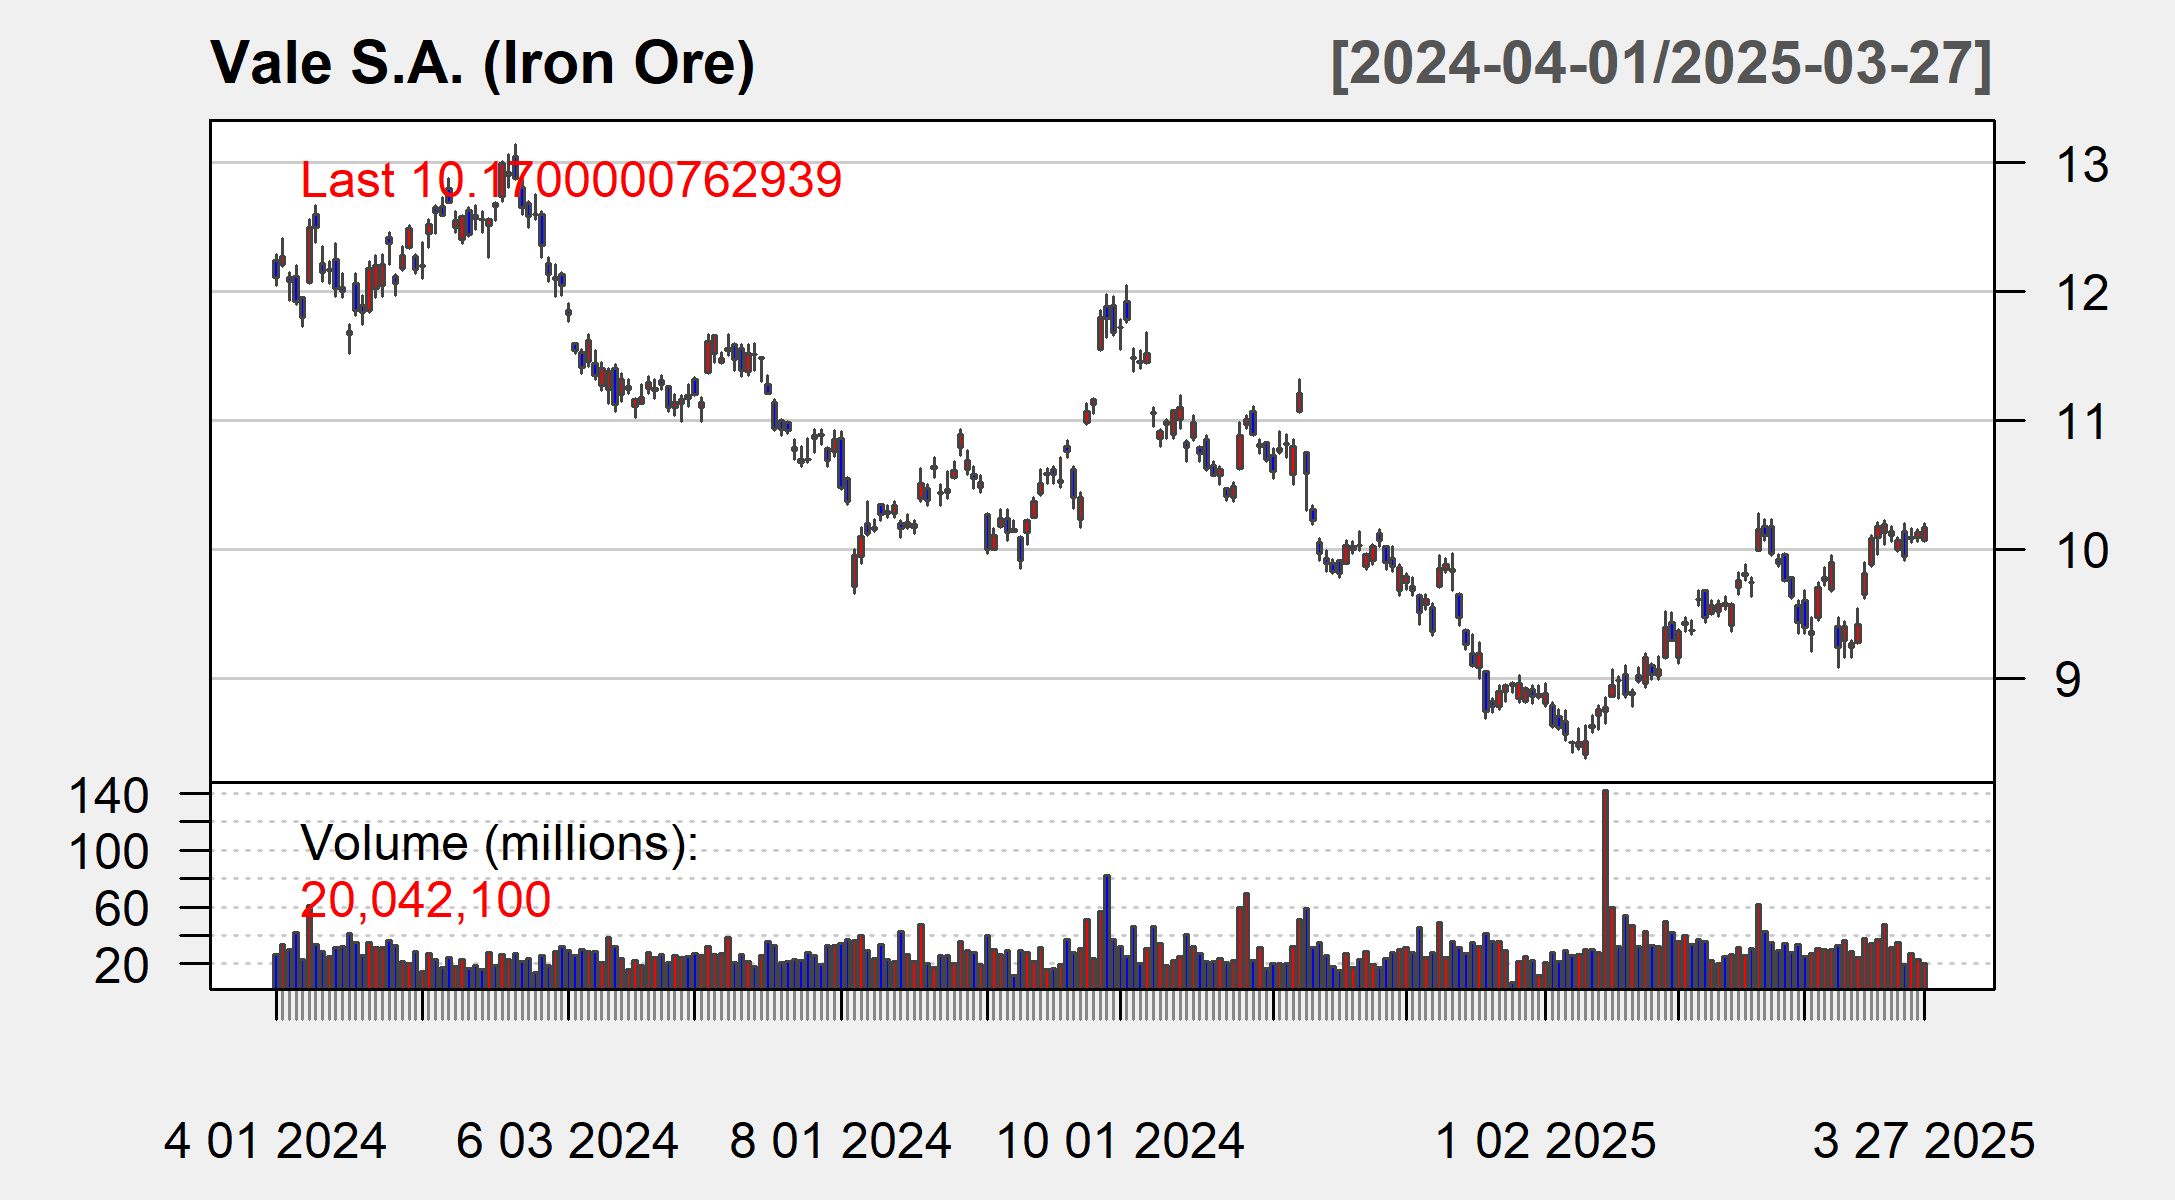 Vale S.A. (Iron Ore) [2024-04-01/2025-03-27]
Last 10.1700000762939
13
12
11
10
9
Volume (millions):
20,042,100
140
100
60
20
4 01 2024 6 03 2024 8 01 2024 10 01 2024 1 02 2025 3 27 2025